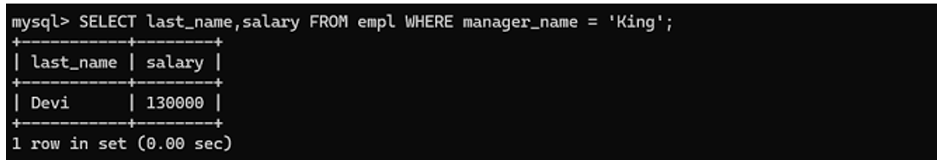 mysql> SELECT last_name,salary FROM empl WHERE manager_name = 'King';
+-----------+--------+
| last_name | salary |
+-----------+--------+
| Devi      | 130000 |
+-----------+--------+
1 row in set (0.00 sec)